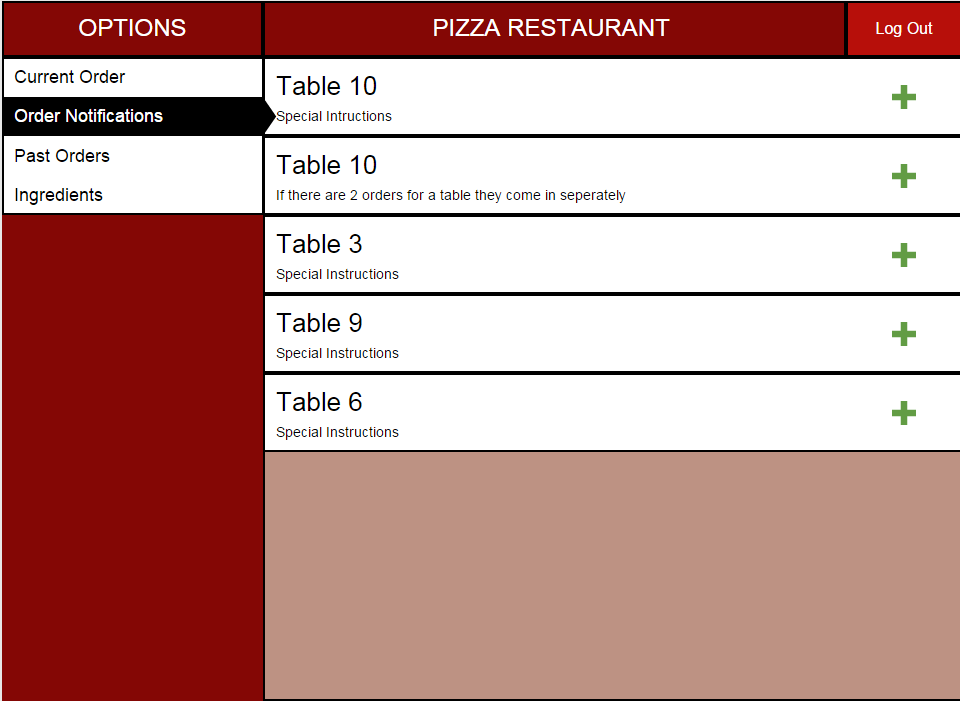 OPTIONS
PIZZA RESTAURANT
Log Out
Current Order
Order Notifications
Past Orders
Ingredients
Table 10
Special Intructions
Table 10
If there are 2 orders for a table they come in seperately
Table 3
Special Instructions
Table 9
Special Instructions
Table 6
Special Instructions